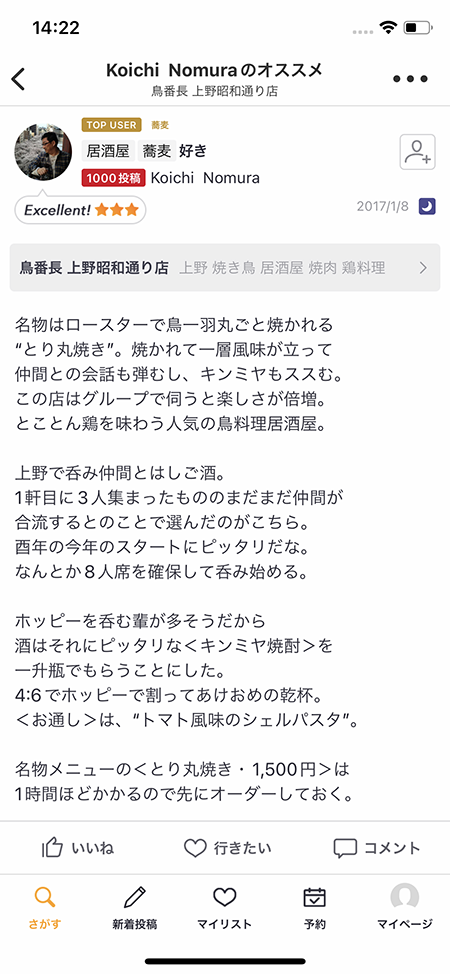 14:22
Koichi Nomuraのオススメ
鳥番長 上野昭和通り店
TOP USER 蕎麦
居酒屋 蕎麦 好き
1000投稿 Koichi Nomura
Excellent!
2017/1/8
鳥番長 上野昭和通り店 上野 焼き鳥 居酒屋 焼肉 鶏料理
名物はロースターで鳥一羽丸ごと焼かれる
“とり丸焼き”。焼かれて一層風味が立って
仲間との会話も弾むし、キンミヤもススむ。
この店はグループで伺うと楽しさが倍増。
とことん鶏を味わう人気の鳥料理居酒屋。
上野で呑み仲間とはしご酒。
1軒目に3人集まったもののまだまだ仲間が
合流するとのことで選んだのがこちら。
酉年の今年のスタートにピッタリだな。
なんとか8人席を確保して呑み始める。
ホッピーを呑む輩が多そうだから
酒はそれにピッタリな＜キンミヤ焼酎＞を
一升瓶でもらうことにした。
4:6でホッピーで割ってあけおめの乾杯。
＜お通し＞は、“トマト風味のシェルパスタ”。
名物メニューの＜とり丸焼き・1,500円＞は
1時間ほどかかるので先にオーダーしておく。
いいね 行きたい コメント
さがす 新着投稿 マイリスト 予約 マイページ